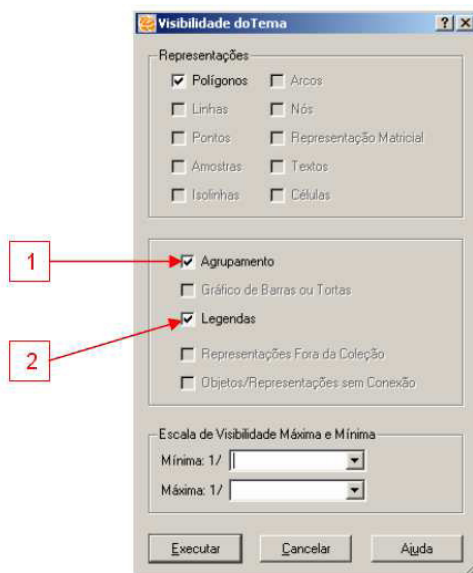 Visibilidade doTema
Representações
Polígonos Arcos
Linhas Nós
Pontos Representação Matricial
Amostras Textos
Isolinhas Células
1
Agrupamento
Gráfico de Barras ou Tortas
2
Legendas
Representações Fora da Coleção
Objetos/Representações sem Conexão
Escala de Visibilidade Máxima e Mínima
Mínima: 1/
Máxima: 1/
Executar Cancelar Ajuda